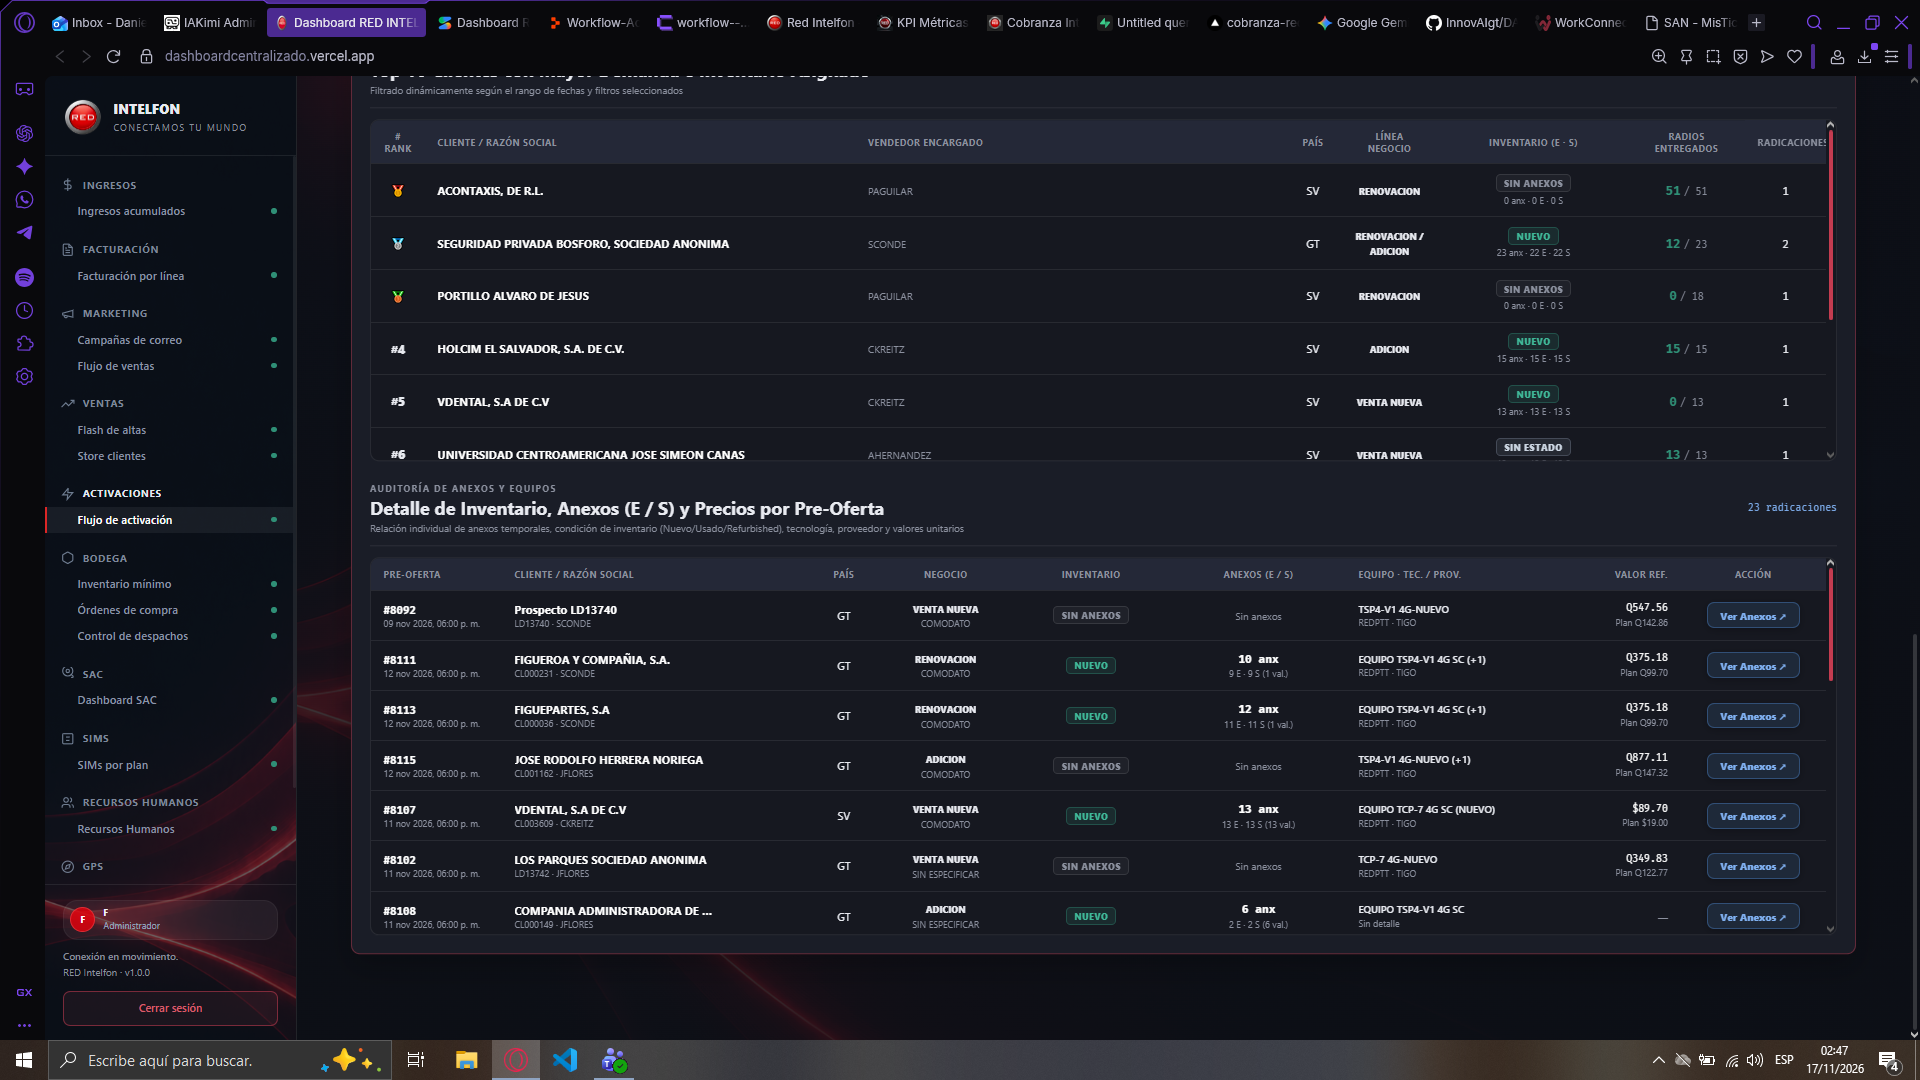 Inbox - Danie
IAKimi Admin
Dashboard RED INTEL
Dashboard R
Workflow-Ac
workflow--...
Red Intelfon
KPI Métricas
Cobranza Int
Untitled que
cobranza-re
Google Gem
InnovAIgt/DA
WorkConnec
SAN - MisTic
dashboardcentralizado.vercel.app
INTELFON
CONECTAMOS TU MUNDO
RED
INGRESOS
Ingresos acumulados
FACTURACIÓN
Facturación por línea
MARKETING
Campañas de correo
Flujo de ventas
VENTAS
Flash de altas
Store clientes
ACTIVACIONES
Flujo de activación
BODEGA
Inventario mínimo
Órdenes de compra
Control de despachos
SAC
Dashboard SAC
SIMS
SIMs por plan
RECURSOS HUMANOS
Recursos Humanos
GPS
F
F
Administrador
Conexión en movimiento.
RED Intelfon · v1.0.0
Cerrar sesión
GX
Filtrado dinámicamente según el rango de fechas y filtros seleccionados
# RANK CLIENTE / RAZÓN SOCIAL VENDEDOR ENCARGADO PAÍS LÍNEA NEGOCIO INVENTARIO (E · S) RADIOS ENTREGADOS RADICACIONES
ACONTAXIS, DE R.L. PAGUILAR SV RENOVACION SIN ANEXOS 51 / 51 1
0 anx · 0 E · 0 S
SEGURIDAD PRIVADA BOSFORO, SOCIEDAD ANONIMA SCONDE GT RENOVACION / ADICION NUEVO 12 / 23 2
23 anx · 22 E · 22 S
PORTILLO ALVARO DE JESUS PAGUILAR SV RENOVACION SIN ANEXOS 0 / 18 1
0 anx · 0 E · 0 S
#4 HOLCIM EL SALVADOR, S.A. DE C.V. CKREITZ SV ADICION NUEVO 15 / 15 1
15 anx · 15 E · 15 S
#5 VDENTAL, S.A DE C.V CKREITZ SV VENTA NUEVA NUEVO 0 / 13 1
13 anx · 13 E · 13 S
#6 UNIVERSIDAD CENTROAMERICANA JOSE SIMEON CANAS AHERNANDEZ SV VENTA NUEVA SIN ESTADO 13 / 13 1
AUDITORÍA DE ANEXOS Y EQUIPOS
Detalle de Inventario, Anexos (E / S) y Precios por Pre-Oferta
23 radicaciones
Relación individual de anexos temporales, condición de inventario (Nuevo/Usado/Refurbished), tecnología, proveedor y valores unitarios
PRE-OFERTA CLIENTE / RAZÓN SOCIAL PAÍS NEGOCIO INVENTARIO ANEXOS (E / S) EQUIPO · TEC. / PROV. VALOR REF. ACCIÓN
#8092 Prospecto LD13740 GT VENTA NUEVA SIN ANEXOS Sin anexos TSP4-V1 4G-NUEVO Q547.56 Ver Anexos ↗
09 nov 2026, 06:00 p. m. LD13740 · SCONDE COMODATO REDPTT · TIGO Plan Q142.86
#8111 FIGUEROA Y COMPAÑIA, S.A. GT RENOVACION NUEVO 10 anx EQUIPO TSP4-V1 4G SC (+1) Q375.18 Ver Anexos ↗
12 nov 2026, 06:00 p. m. CL000231 · SCONDE COMODATO 9 E · 9 S (1 val.) REDPTT · TIGO Plan Q99.70
#8113 FIGUEPARTES, S.A GT RENOVACION NUEVO 12 anx EQUIPO TSP4-V1 4G SC (+1) Q375.18 Ver Anexos ↗
12 nov 2026, 06:00 p. m. CL000036 · SCONDE COMODATO 11 E · 11 S (1 val.) REDPTT · TIGO Plan Q99.70
#8115 JOSE RODOLFO HERRERA NORIEGA GT ADICION SIN ANEXOS Sin anexos TSP4-V1 4G-NUEVO (+1) Q877.11 Ver Anexos ↗
12 nov 2026, 06:00 p. m. CL001162 · JFLORES COMODATO REDPTT · TIGO Plan Q147.32
#8107 VDENTAL, S.A DE C.V SV VENTA NUEVA NUEVO 13 anx EQUIPO TCP-7 4G SC (NUEVO) $89.70 Ver Anexos ↗
11 nov 2026, 06:00 p. m. CL003609 · CKREITZ COMODATO 13 E · 13 S (13 val.) REDPTT · TIGO Plan $19.00
#8102 LOS PARQUES SOCIEDAD ANONIMA GT VENTA NUEVA SIN ANEXOS Sin anexos TCP-7 4G-NUEVO Q349.83 Ver Anexos ↗
11 nov 2026, 06:00 p. m. LD13742 · JFLORES SIN ESPECIFICAR REDPTT · TIGO Plan Q122.77
#8108 COMPANIA ADMINISTRADORA DE ... GT ADICION NUEVO 6 anx EQUIPO TSP4-V1 4G SC — Ver Anexos ↗
11 nov 2026, 06:00 p. m. CL000149 · JFLORES SIN ESPECIFICAR 2 E · 2 S (6 val.) Sin detalle
Escribe aquí para buscar.
ESP
02:47
17/11/2026
4